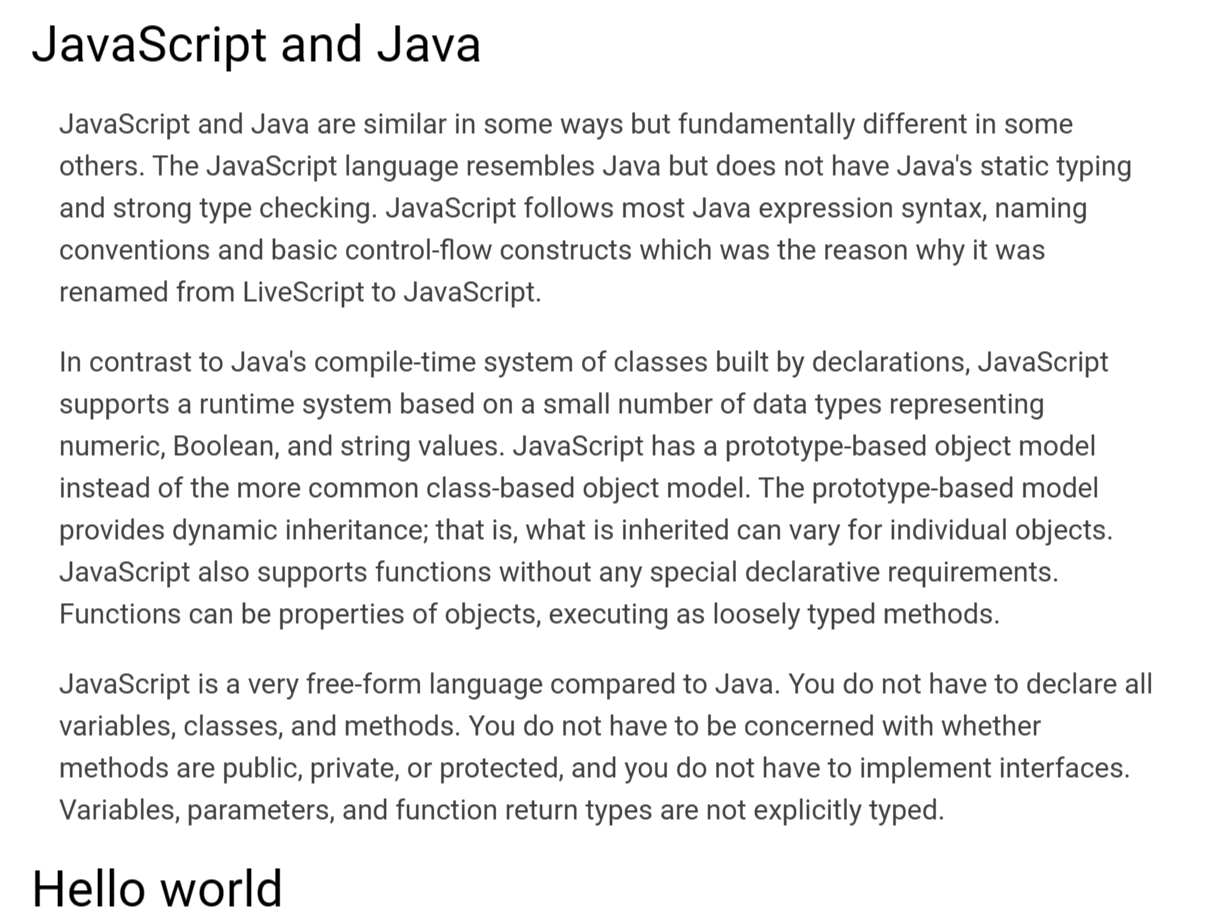 JavaScript and Java
JavaScript and Java are similar in some ways but fundamentally different in some
others. The JavaScript language resembles Java but does not have Java's static typing
and strong type checking. JavaScript follows most Java expression syntax, naming
conventions and basic control-flow constructs which was the reason why it was
renamed from LiveScript to JavaScript.
In contrast to Java's compile-time system of classes built by declarations, JavaScript
supports a runtime system based on a small number of data types representing
numeric, Boolean, and string values. JavaScript has a prototype-based object model
instead of the more common class-based object model. The prototype-based model
provides dynamic inheritance; that is, what is inherited can vary for individual objects.
JavaScript also supports functions without any special declarative requirements.
Functions can be properties of objects, executing as loosely typed methods.
JavaScript is a very free-form language compared to Java. You do not have to declare all
variables, classes, and methods. You do not have to be concerned with whether
methods are public, private, or protected, and you do not have to implement interfaces.
Variables, parameters, and function return types are not explicitly typed.
Hello world